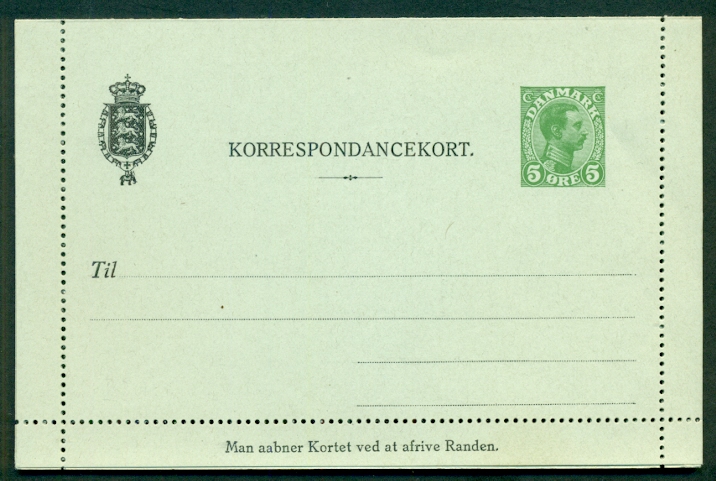 KORRESPONDANCEKORT.
DANMARK
5 ØRE 5
Til
Man aabner Kortet ved at afrive Randen.